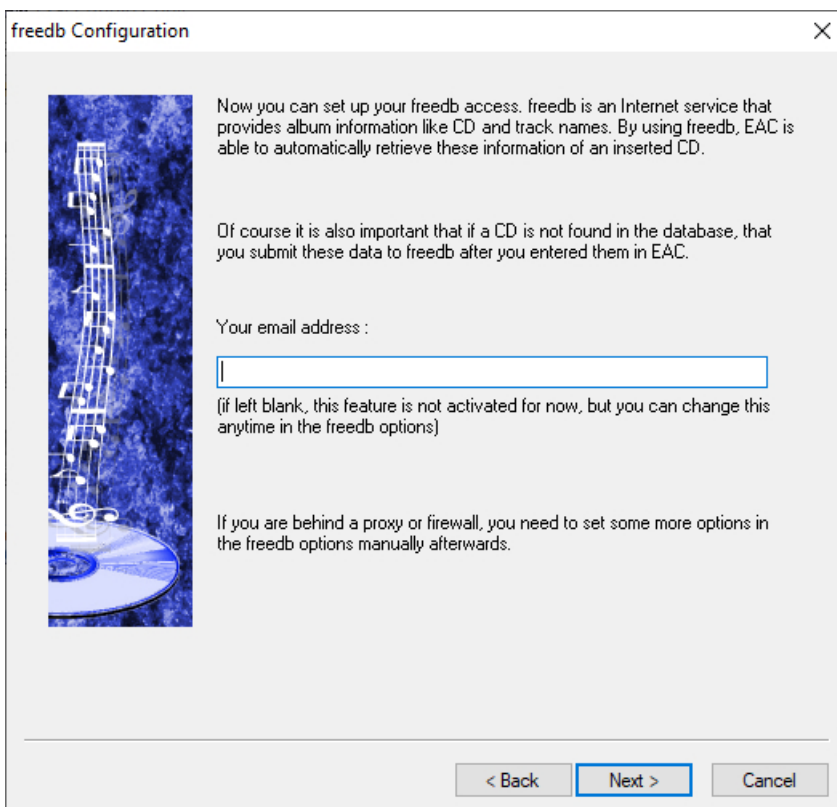 freedb Configuration
Now you can set up your freedb access. freedb is an Internet service that
provides album information like CD and track names. By using freedb, EAC is
able to automatically retrieve these information of an inserted CD.
Of course it is also important that if a CD is not found in the database, that
you submit these data to freedb after you entered them in EAC.
Your email address :
(if left blank, this feature is not activated for now, but you can change this
anytime in the freedb options)
If you are behind a proxy or firewall, you need to set some more options in
the freedb options manually afterwards.
< Back
Next >
Cancel